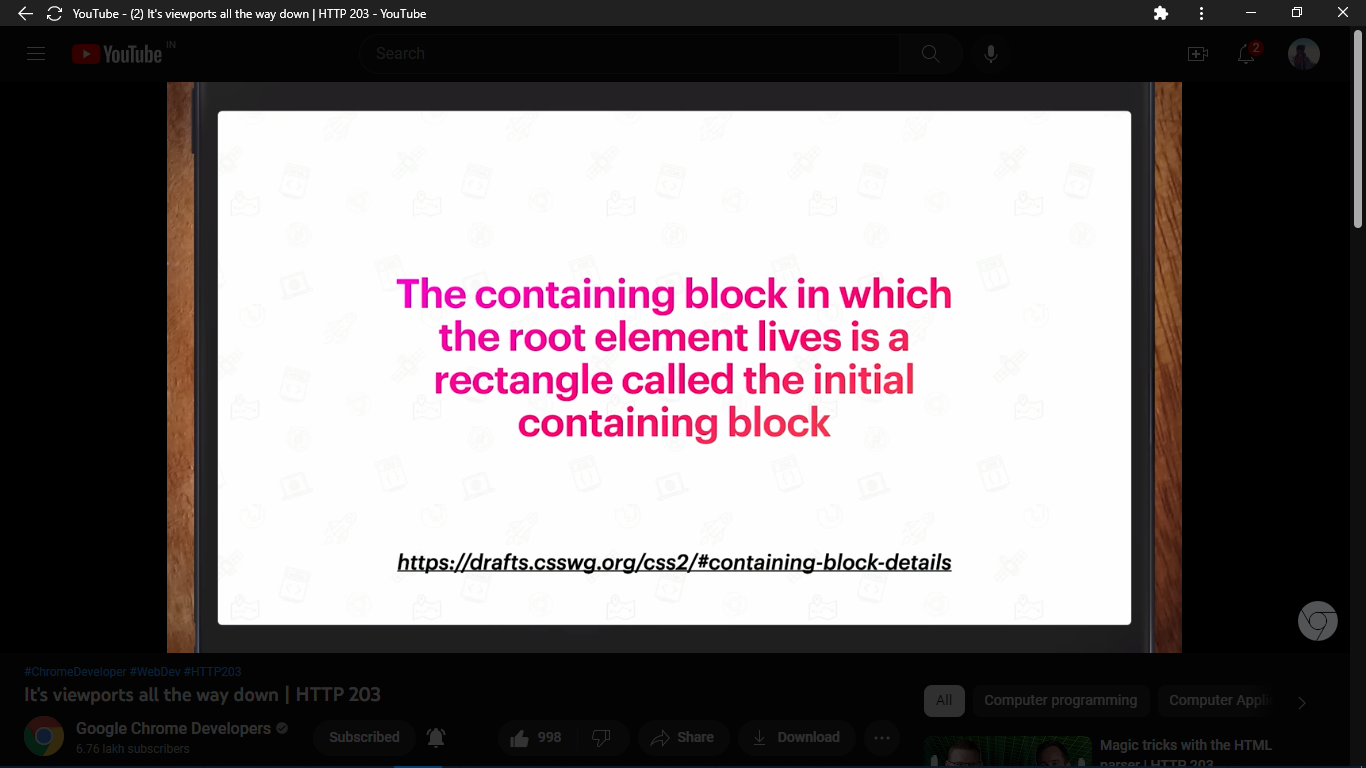 YouTube - (2) It's viewports all the way down | HTTP 203 - YouTube
YouTube IN
Search
2
The containing block in which
the root element lives is a
rectangle called the initial
containing block
https://drafts.csswg.org/css2/#containing-block-details
#ChromeDeveloper #WebDev #HTTP203
It's viewports all the way down | HTTP 203
Google Chrome Developers
6.76 lakh subscribers
Subscribed
998
Share
Download
All
Computer programming
Computer Appli
Magic tricks with the HTML
parser | HTTP 203